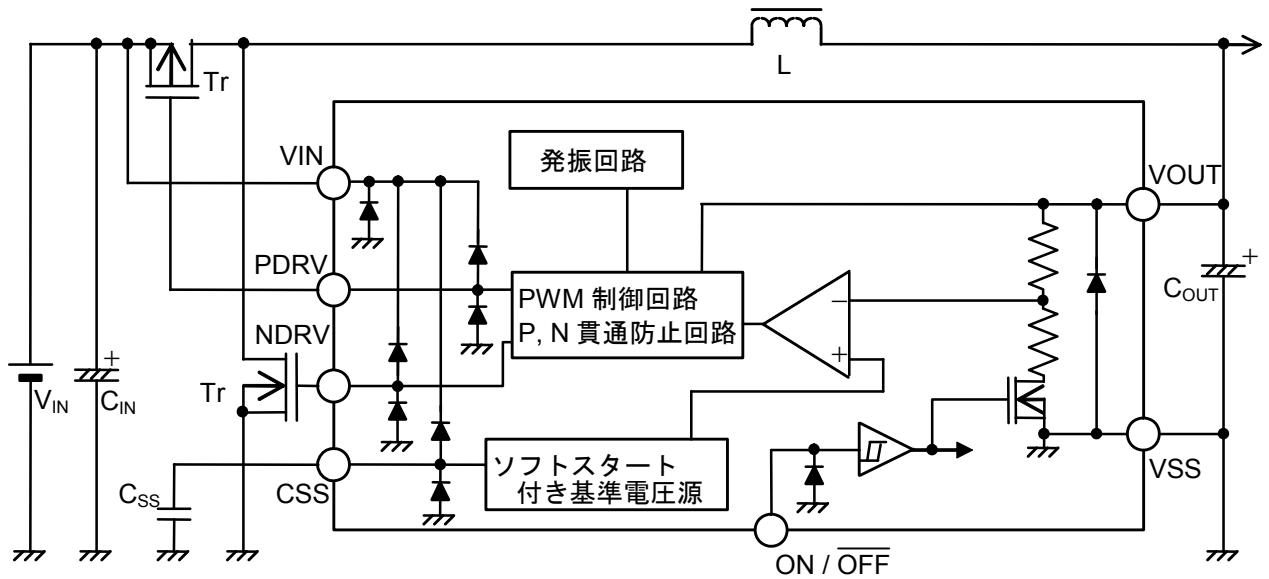 L
Tr
VIN
発振回路
VOUT
PDRV
PWM 制御回路
P, N 貫通防止回路
−
+
+
C_OUT
NDRV
+
V_IN
C_IN
Tr
CSS
C_SS
ソフトスタート
付き基準電圧源
VSS
ON / OFF